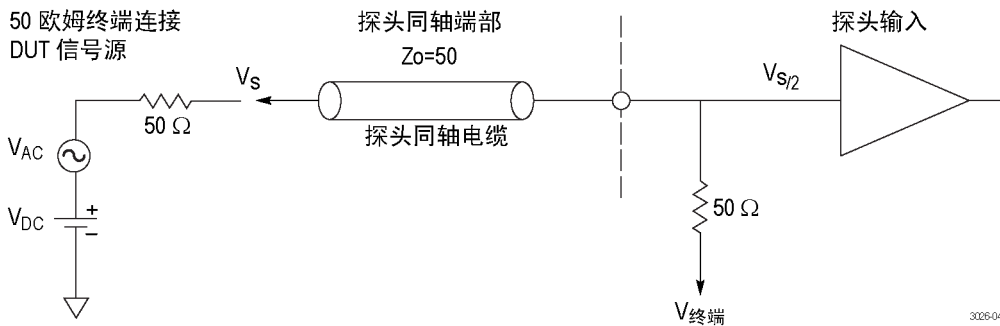 50 欧姆终端连接
DUT 信号源
探头同轴端部
Zo=50
探头输入
VS
VS/2
50 Ω
探头同轴电缆
VAC
VDC
+
−
50 Ω
V终端
3026-04